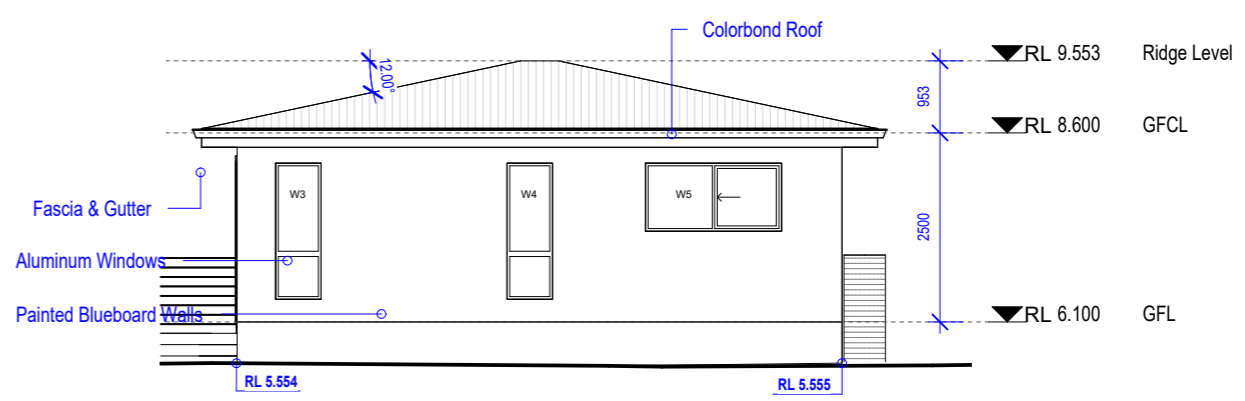 Colorbond Roof
RL 9.553 Ridge Level
12.00°
953
RL 8.600 GFCL
W3
W4
W5
Fascia & Gutter
2500
Aluminum Windows
Painted Blueboard Walls
RL 6.100 GFL
RL 5.554
RL 5.555